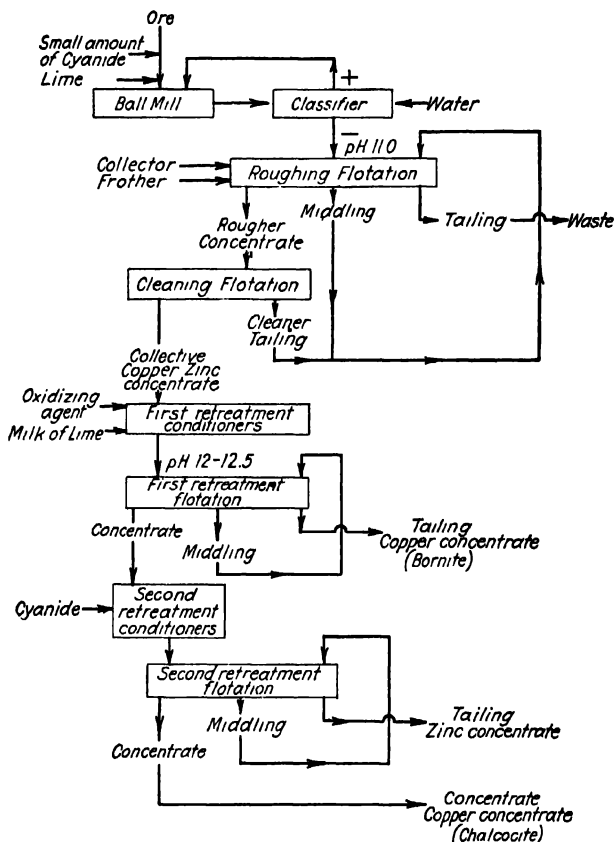 Ore
Small amount
of Cyanide
Lime
Ball Mill
Classifier
Water
+
−
pH 11 0
Collector
Frother
Roughing Flotation
Middling
Tailing
Waste
Rougher
Concentrate
Cleaning Flotation
Cleaner
Tailing
Collective
Copper Zinc
concentrate
Oxidizing
agent
Milk of Lime
First retreatment
conditioners
pH 12-12.5
First retreatment
flotation
Concentrate
Middling
Tailing
Copper concentrate
(Bornite)
Cyanide
Second
retreatment
conditioners
Second retreatment
flotation
Middling
Tailing
Zinc concentrate
Concentrate
Concentrate
Copper concentrate
(Chalcocite)